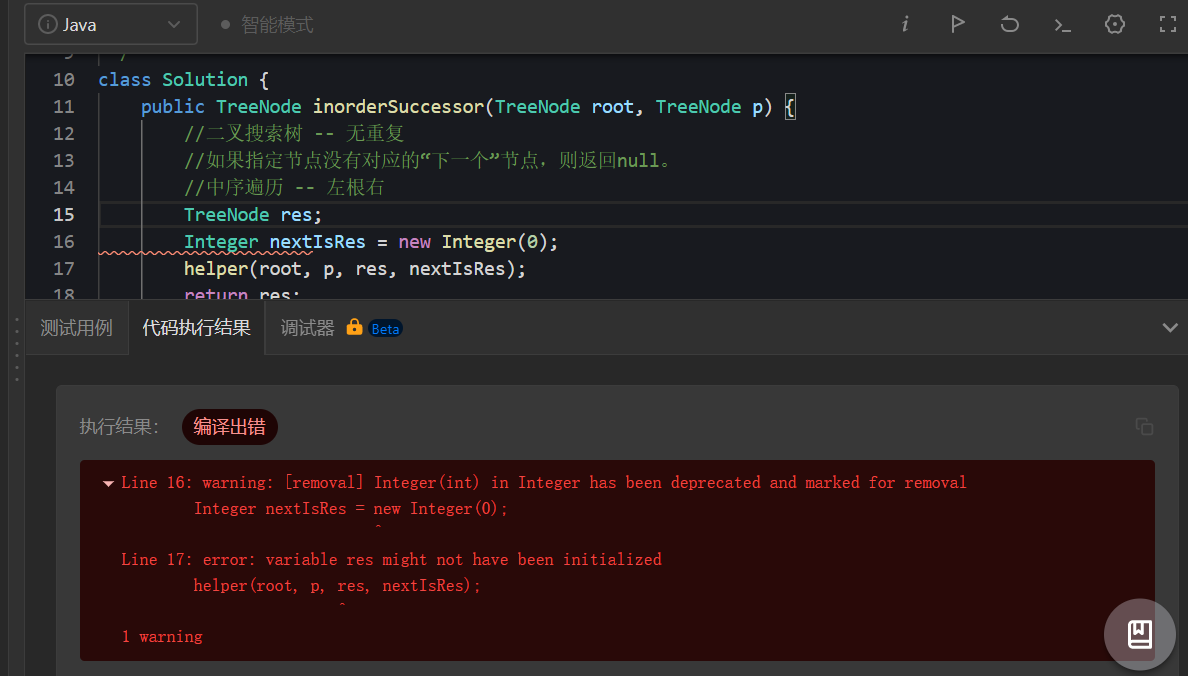 Java
智能模式
10 class Solution {
11 public TreeNode inorderSuccessor(TreeNode root, TreeNode p) {
12 //二叉搜索树 -- 无重复
13 //如果指定节点没有对应的“下一个”节点，则返回null。
14 //中序遍历 -- 左根右
15 TreeNode res;
16 Integer nextIsRes = new Integer(0);
17 helper(root, p, res, nextIsRes);
18 return res;
测试用例
代码执行结果
调试器
Beta
执行结果：
编译出错
Line 16: warning: [removal] Integer(int) in Integer has been deprecated and marked for removal
Integer nextIsRes = new Integer(0);
^
Line 17: error: variable res might not have been initialized
helper(root, p, res, nextIsRes);
^
1 warning